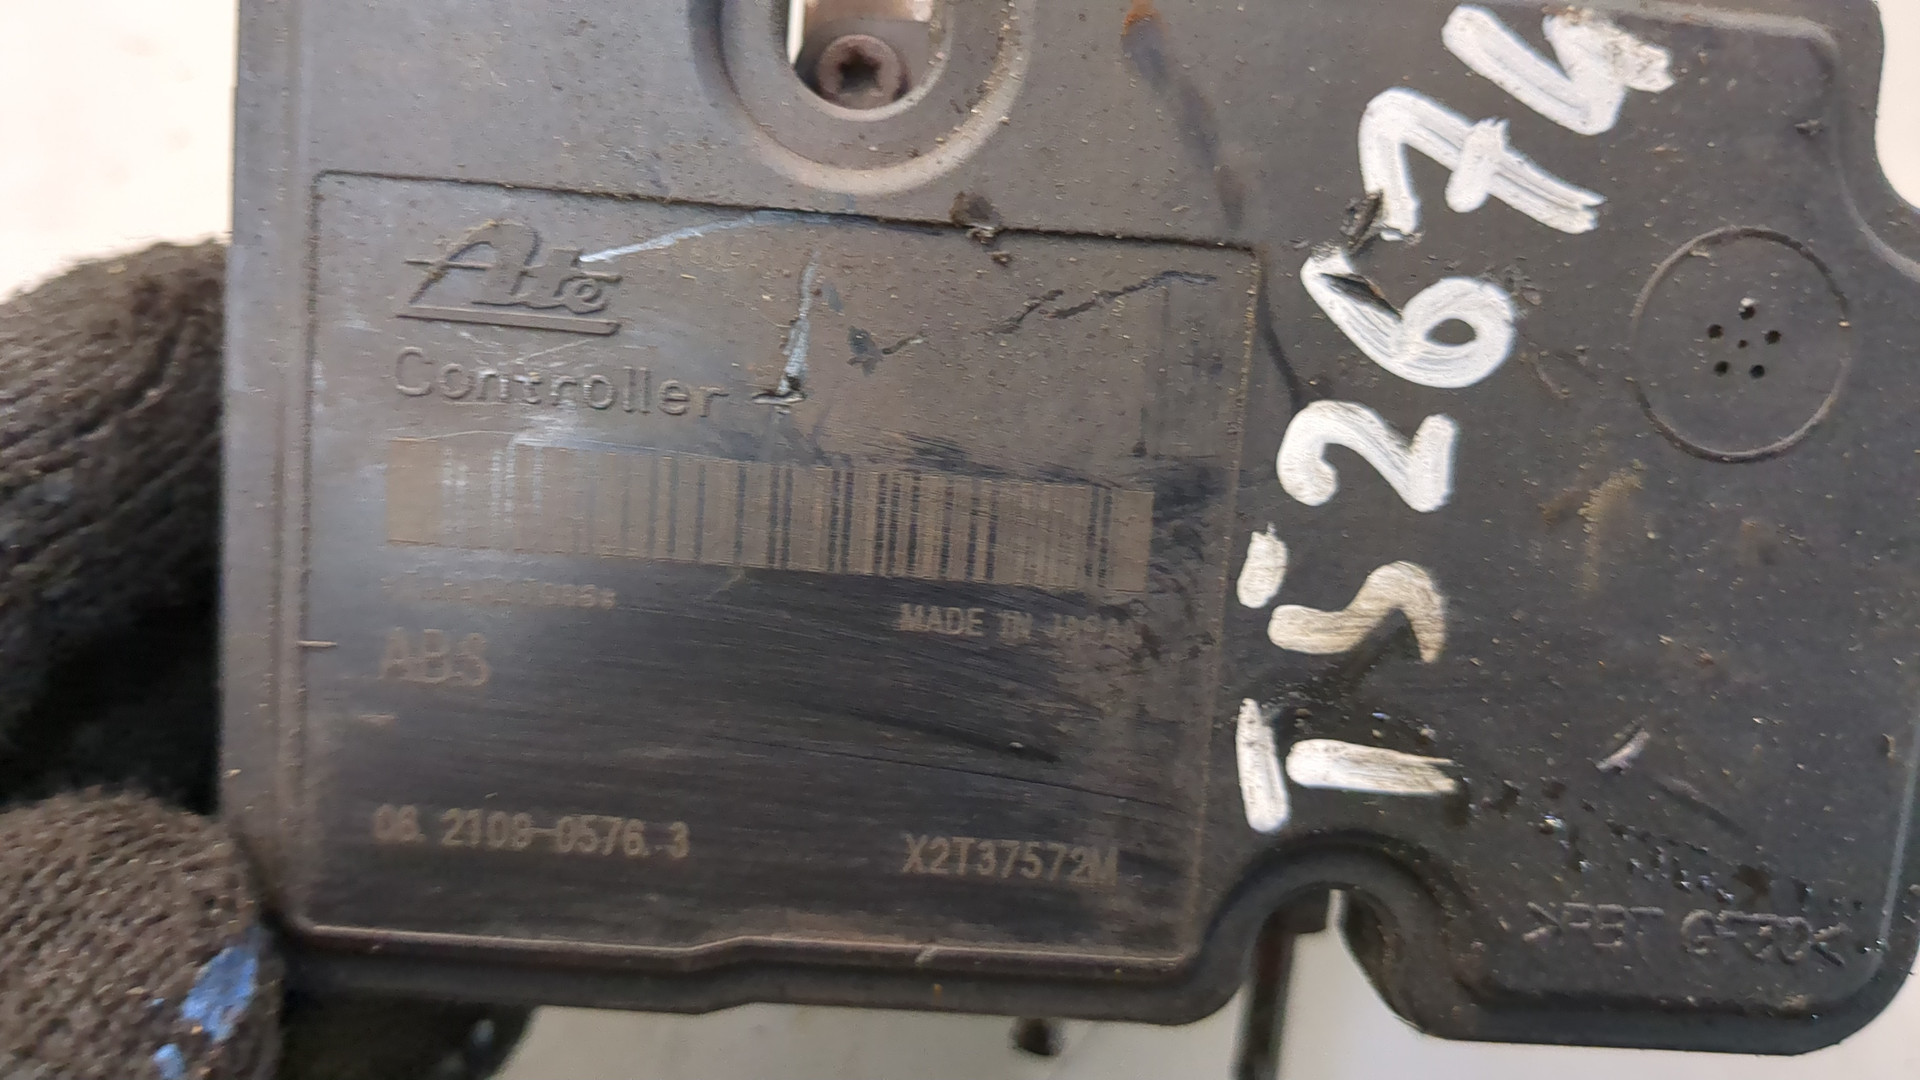 Ate
Controller
MADE IN JAPAN
ABS
06.2109-0576.3
X2T37572M
TS2674
>PBT GF30<